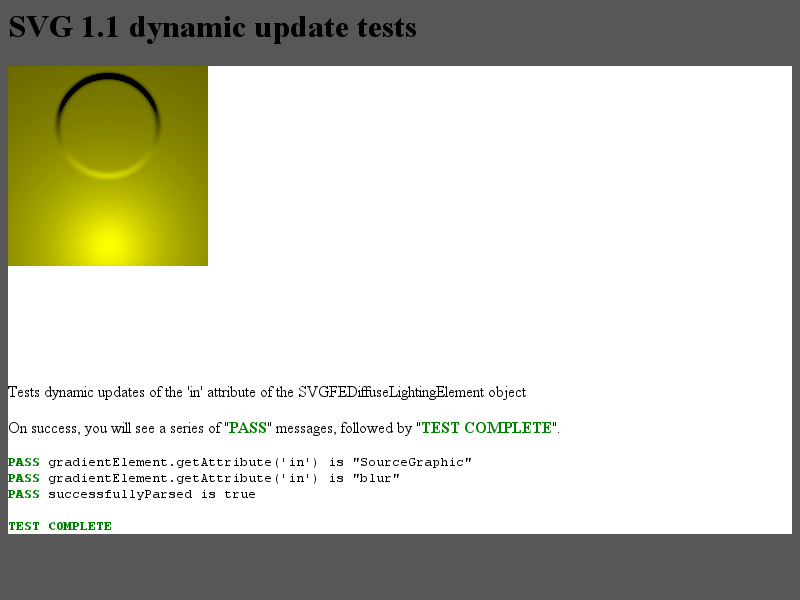 SVG 1.1 dynamic update tests
Tests dynamic updates of the 'in' attribute of the SVGFEDiffuseLightingElement object
On success, you will see a series of "PASS" messages, followed by "TEST COMPLETE".
PASS gradientElement.getAttribute('in') is "SourceGraphic"
PASS gradientElement.getAttribute('in') is "blur"
PASS successfullyParsed is true
TEST COMPLETE